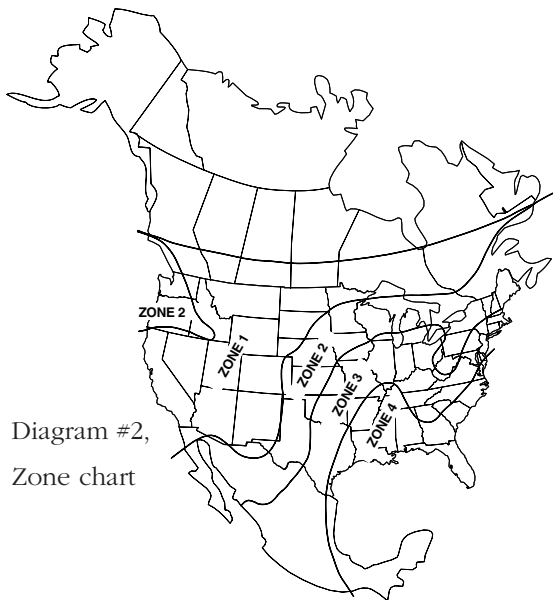 ZONE 2
ZONE 1
ZONE 2
ZONE 3
ZONE 4
Diagram #2,
Zone chart